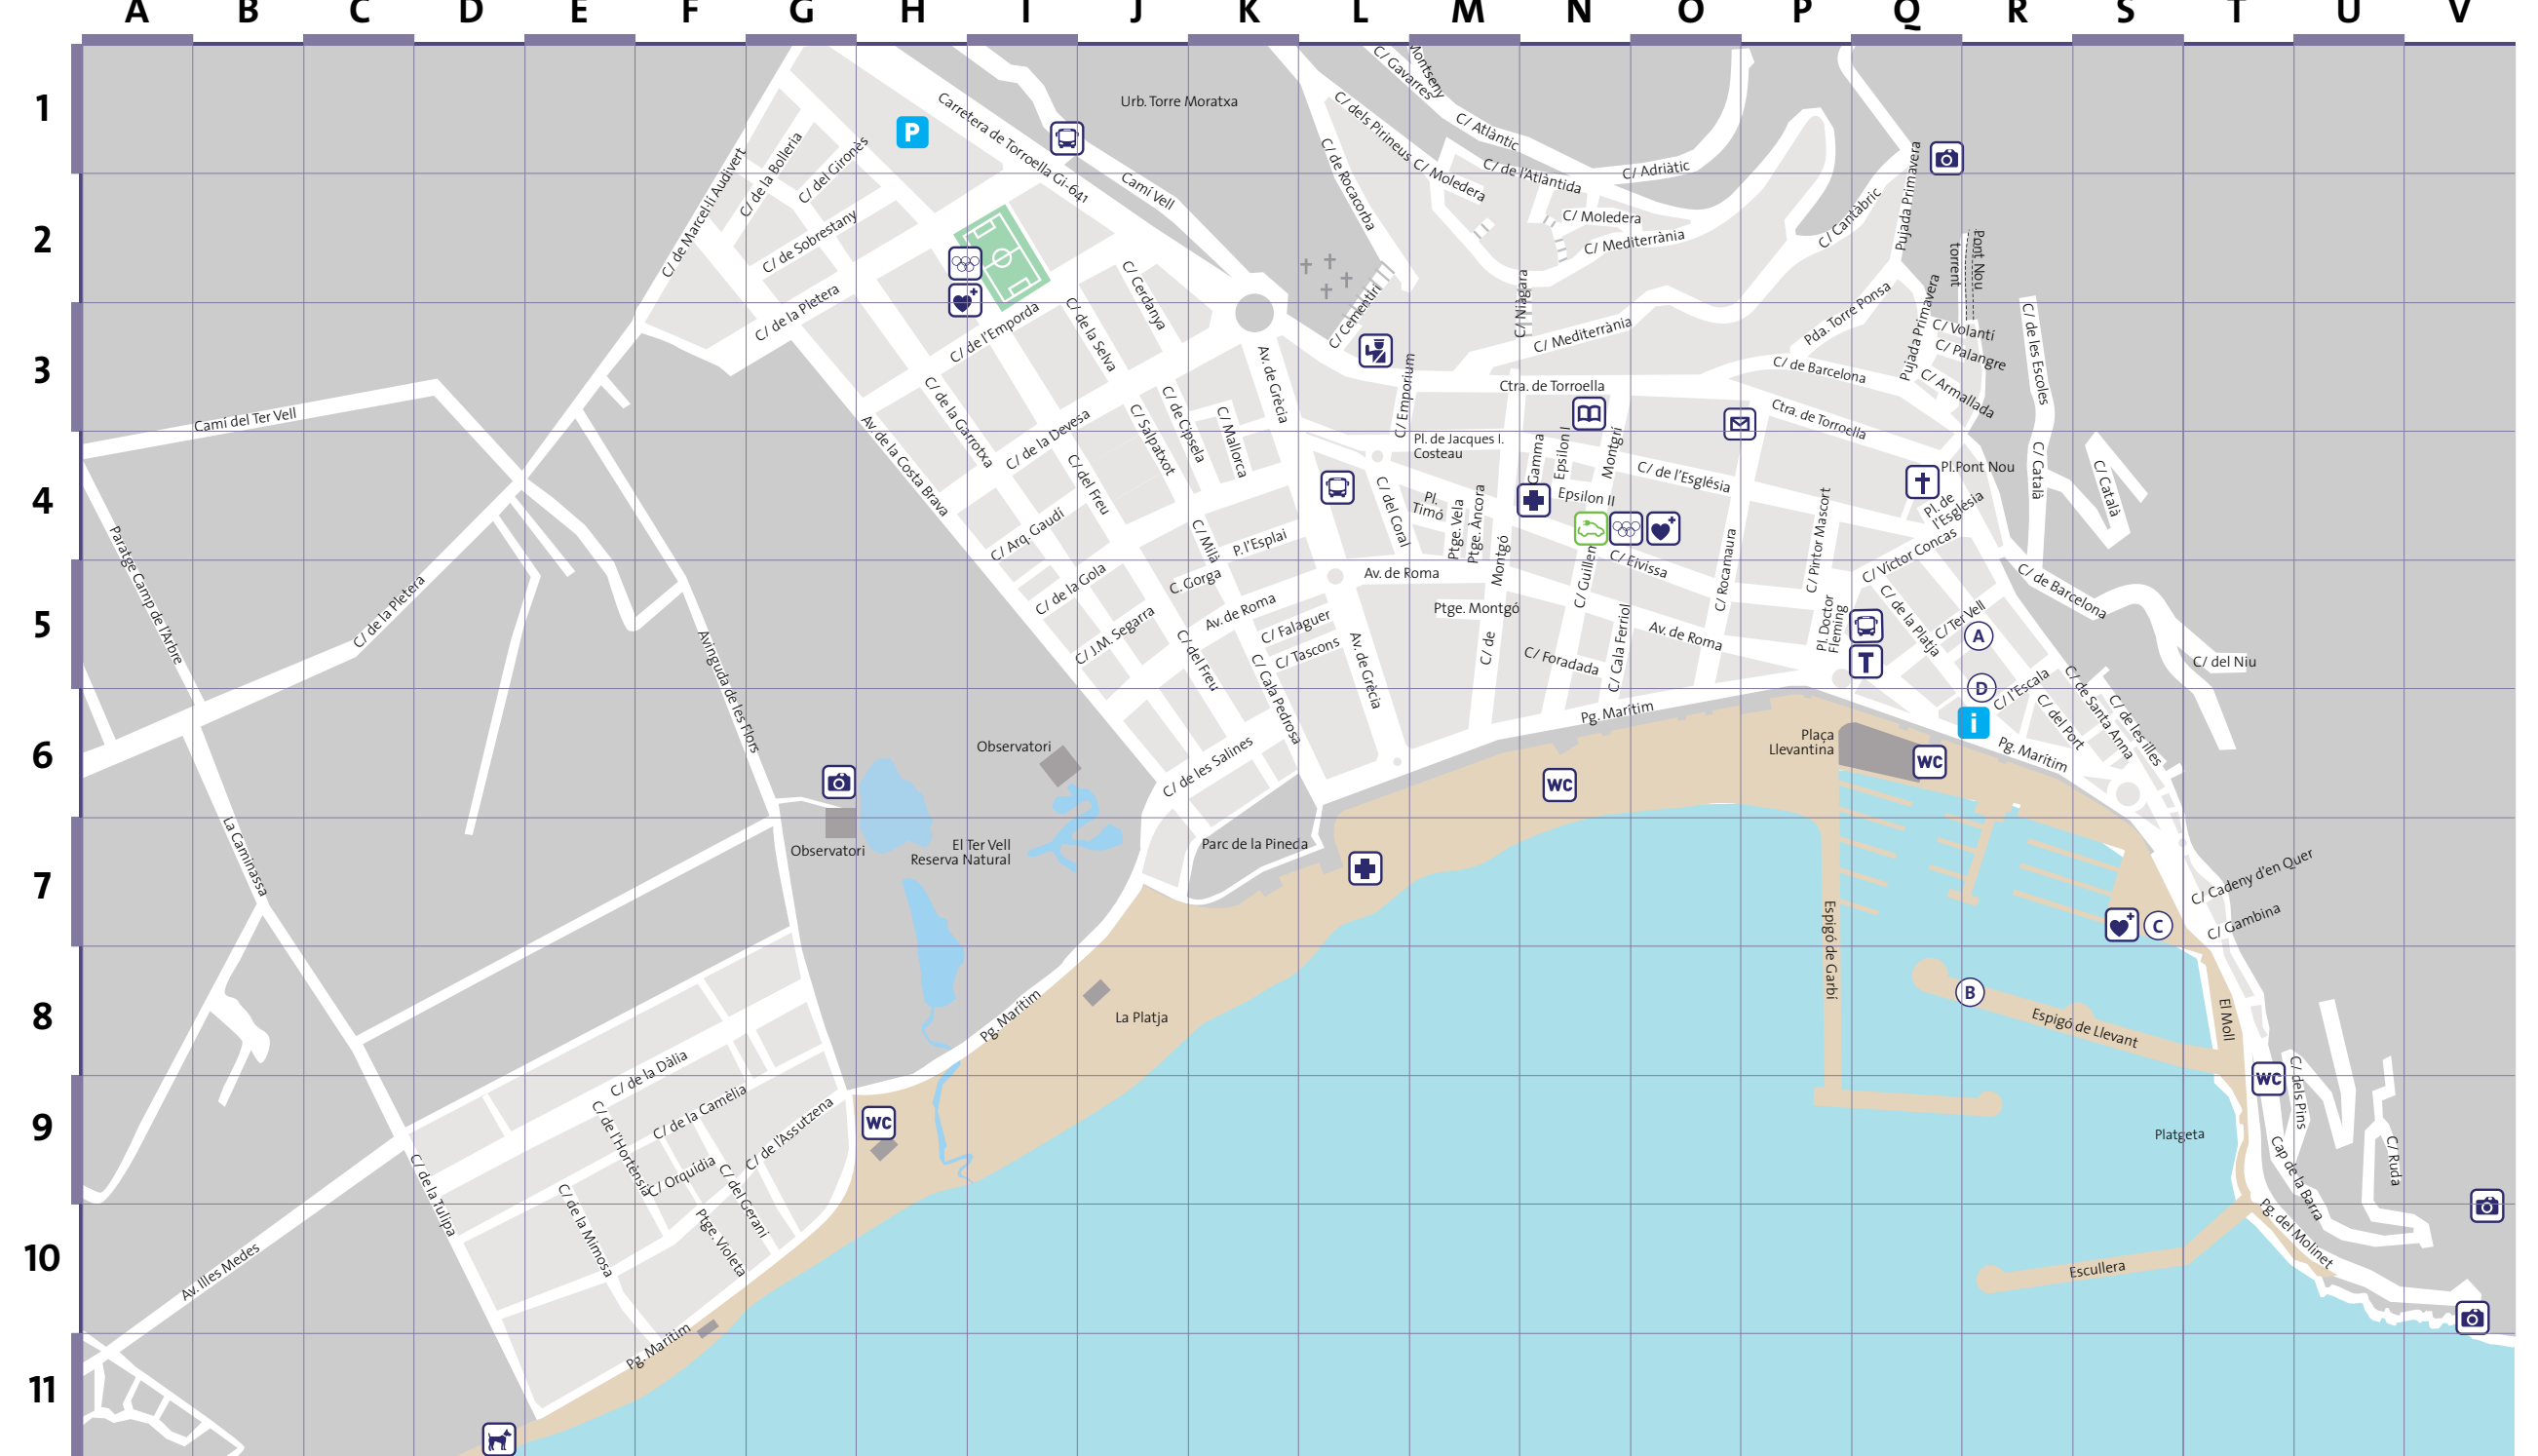 A B C D E F G H I J K L M N O P Q R S T U V
1
2
3
4
5
6
7
8
9
10
11
Urb. Torre Moratxa
P
Carretera de Torroella Gi-641
Camí Vell
C/ de Marcel·li Audivert
C/ de la Bolleria
C/ del Gironès
C/ de Sobrestany
C/ de la Pletera
C/ de l'Emporda
C/ de la Selva
C/ Cerdanya
C/ Gavarres
Montseny
C/ dels Pirineus
C/ Atlàntic
C/ de Rocacorba
C/ Moledera
C/ de l'Atlàntida
C/ Adriàtic
C/ Moledera
C/ Mediterrània
C/ Cantàbric
Pujada Primavera
Pont Nou
torrent
C/ Cementiri
C/ Niàgara
C/ Mediterrània
Pda. Torre Ponsa
Pujada Primavera
C/ Volantí
C/ Palangre
C/ Armallada
C/ de les Escoles
Camí del Ter Vell
Av. de Grècia
C/ Emporium
Ctra. de Torroella
C/ de Barcelona
Ctra. de Torroella
C/ de la Garrotxa
Av. de la Costa Brava
C/ de la Devesa
C/ Salpatxot
C/ de Cipsela
C/ Mallorca
C/ del Freu
C/ Arq. Gaudí
Pl. de Jacques I.
Costeau
Gamma
Epsilon I
Montgrí
Epsilon II
C/ de l'Església
Pl.Pont Nou
Pl. de
l'Església
C/ Català
C/ Català
C/ del Coral
Pl.
Timó
Ptge. Vela
Ptge. Àncora
Montgó
C/ de
C/ Pintor Mascort
C/ Victor Concas
Paratge Camp de l'Arbre
C/ de la Pletera
C/ de la Gola
C/ Milà
P. l'Esplai
C. Gorga
Av. de Roma
Av. de Roma
C/ Falaguer
C/ Tascons
C/ J.M. Segarra
C/ del Freu
C/ Cala Pedrosa
Av. de Grècia
Ptge. Montgó
C/ Guillen
C/ Eivissa
C/ Rocamaura
C/ Cala Ferriol
C/ Foradada
Av. de Roma
Pl. Doctor
Fleming
T
C/ de la Platja
C/ Ter Vell
A
D
i
C/ l'Escala
C/ de Barcelona
C/ del Niu
C/ del Port
C/ de Santa Anna
C/ de les illes
Pg. Marítim
Avinguda de les Flors
Observatori
Observatori
El Ter Vell
Reserva Natural
C/ de les Salines
Parc de la Pineda
Pg. Marítim
WC
Plaça
Llevantina
WC
La Caminassa
Espigó de Garbí
C
B
C/ Cadeny d'en Quer
C/ Gambina
Espigó de Llevant
El Moll
WC
C/ dels Pins
C/ Ruda
Cap de la Barra
Platgeta
Pg. del Molinet
Escullera
Pg. Marítim
La Platja
C/ de la Dàlia
C/ de la Camèlia
C/ de l'Hortènsia
C/ de l'Assutzena
C/ Orquídia
C/ del Gerani
Ptge. Violeta
C/ de la Mimosa
C/ de la Tulipa
WC
Av. Illes Medes
Pg. Marítim